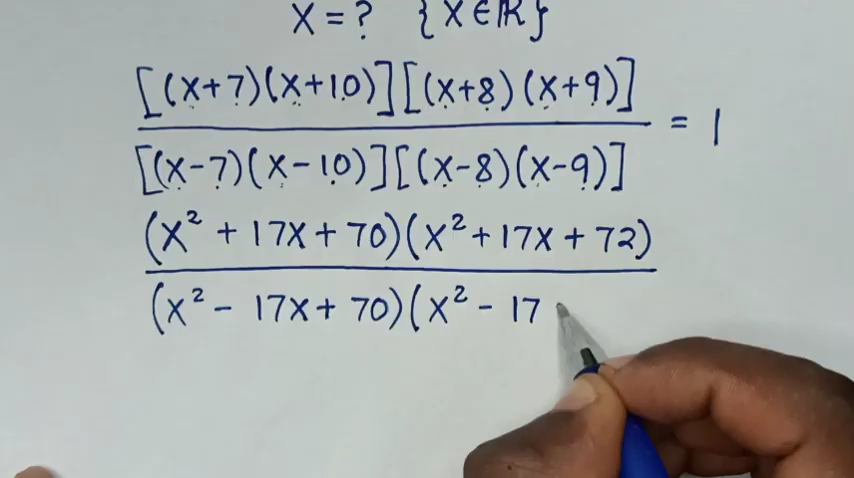 x = ? {x ∈ ℝ}
[(x+7)(x+10)][(x+8)(x+9)]
= 1
[(x-7)(x-10)][(x-8)(x-9)]
(x² + 17x + 70)(x² + 17x + 72)
(x² - 17x + 70)(x² - 17